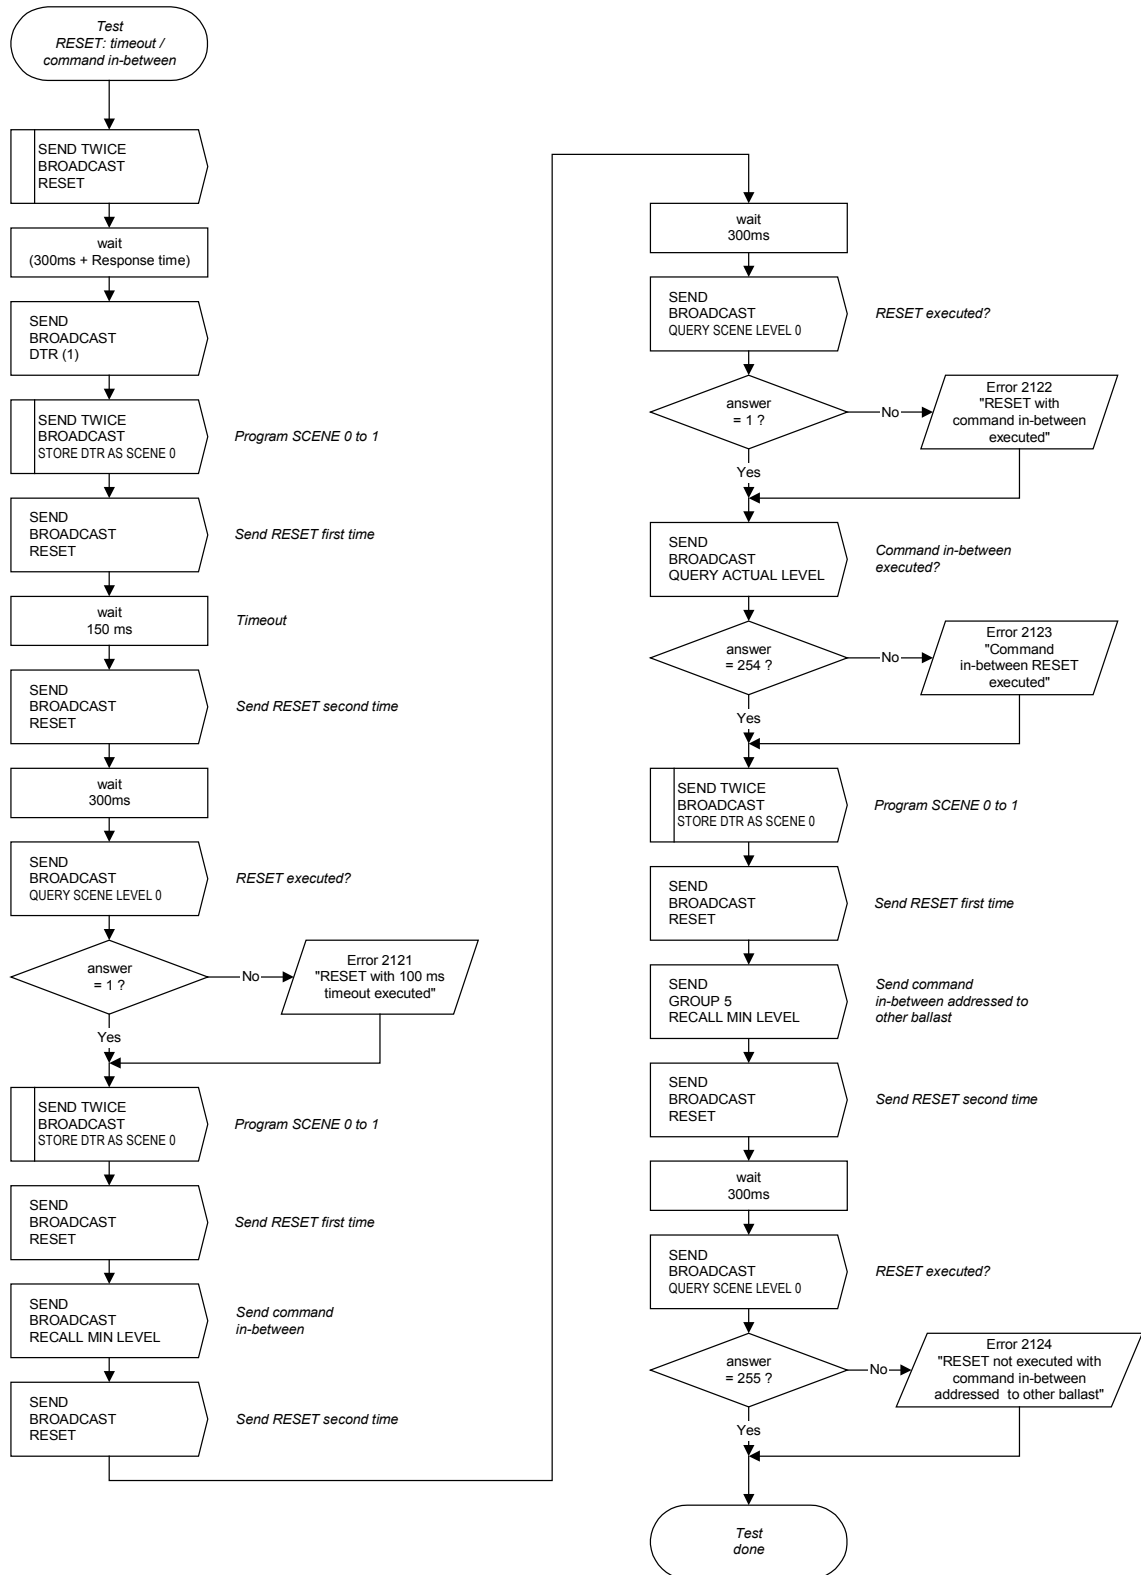 Test
RESET: timeout /
command in-between
SEND TWICE
BROADCAST
RESET
wait
(300ms + Response time)
SEND
BROADCAST
DTR (1)
SEND TWICE
BROADCAST
STORE DTR AS SCENE 0
Program SCENE 0 to 1
SEND
BROADCAST
RESET
Send RESET first time
wait
150 ms
Timeout
SEND
BROADCAST
RESET
Send RESET second time
wait
300ms
SEND
BROADCAST
QUERY SCENE LEVEL 0
RESET executed?
answer
= 1 ?
No
Error 2121
"RESET with 100 ms
timeout executed"
Yes
SEND TWICE
BROADCAST
STORE DTR AS SCENE 0
Program SCENE 0 to 1
SEND
BROADCAST
RESET
Send RESET first time
SEND
BROADCAST
RECALL MIN LEVEL
Send command
in-between
SEND
BROADCAST
RESET
Send RESET second time
wait
300ms
SEND
BROADCAST
QUERY SCENE LEVEL 0
RESET executed?
answer
= 1 ?
No
Error 2122
"RESET with
command in-between
executed"
Yes
SEND
BROADCAST
QUERY ACTUAL LEVEL
Command in-between
executed?
answer
= 254 ?
No
Error 2123
"Command
in-between RESET
executed"
Yes
SEND TWICE
BROADCAST
STORE DTR AS SCENE 0
Program SCENE 0 to 1
SEND
BROADCAST
RESET
Send RESET first time
SEND
GROUP 5
RECALL MIN LEVEL
Send command
in-between addressed to
other ballast
SEND
BROADCAST
RESET
Send RESET second time
wait
300ms
SEND
BROADCAST
QUERY SCENE LEVEL 0
RESET executed?
answer
= 255 ?
No
Error 2124
"RESET not executed with
command in-between
addressed  to other ballast"
Yes
Test
done